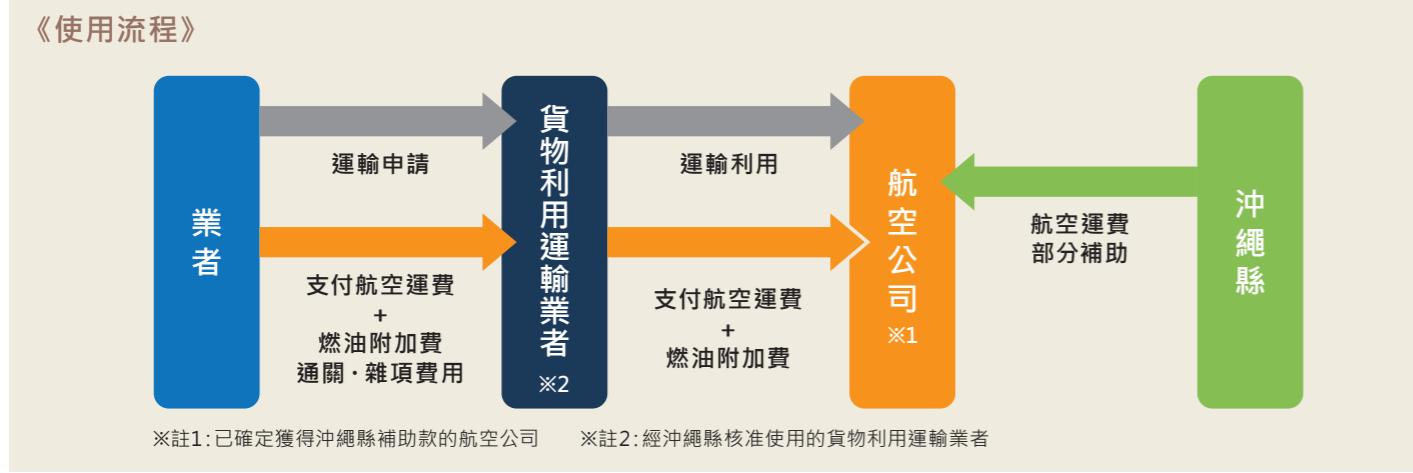 《使用流程》
業者
運輸申請
支付航空運費
+
燃油附加費
通關·雜項費用
貨物利用運輸業者
※2
運輸利用
支付航空運費
+
燃油附加費
航空公司
※1
航空運費
部分補助
沖繩縣
※註1:已確定獲得沖繩縣補助款的航空公司
※註2:經沖繩縣核准使用的貨物利用運輸業者